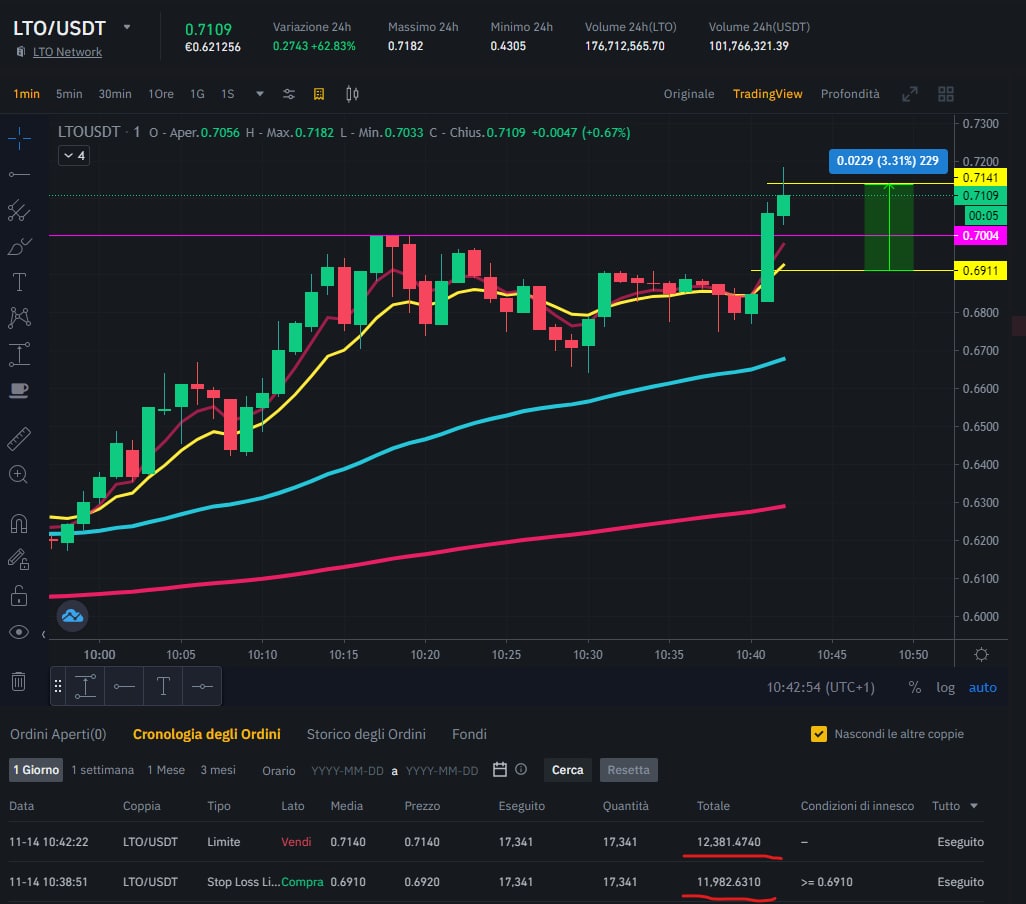 LTO/USDT
0.7109
€0.621256
Variazione 24h
0.2743 +62.83%
Massimo 24h
0.7182
Minimo 24h
0.4305
Volume 24h(LTO)
176,712,565.70
Volume 24h(USDT)
101,766,321.39
LTO Network
1min 5min 30min 1Ore 1G 1S
Originale TradingView Profondità
LTOUSDT · 1 O - Aper.0.7056 H - Max.0.7182 L - Min.0.7033 C - Chius.0.7109 +0.0047 (+0.67%)
4
0.0229 (3.31%) 229
0.7300
0.7200
0.7141
0.7109
00:05
0.7004
0.6911
0.6800
0.6700
0.6600
0.6500
0.6400
0.6300
0.6200
0.6100
0.6000
10:00 10:05 10:10 10:15 10:20 10:25 10:30 10:35 10:40 10:45 10:50
T
T
10:42:54 (UTC+1) % log auto
Ordini Aperti(0) Cronologia degli Ordini Storico degli Ordini Fondi Nascondi le altre coppie
1 Giorno 1 settimana 1 Mese 3 mesi Orario YYYY-MM-DD a YYYY-MM-DD Cerca Resetta
Data Coppia Tipo Lato Media Prezzo Eseguito Quantità Totale Condizioni di innesco Tutto
11-14 10:42:22 LTO/USDT Limite Vendi 0.7140 0.7140 17,341 17,341 12,381.4740 – Eseguito
11-14 10:38:51 LTO/USDT Stop Loss Li... Compra 0.6910 0.6920 17,341 17,341 11,982.6310 >= 0.6910 Eseguito